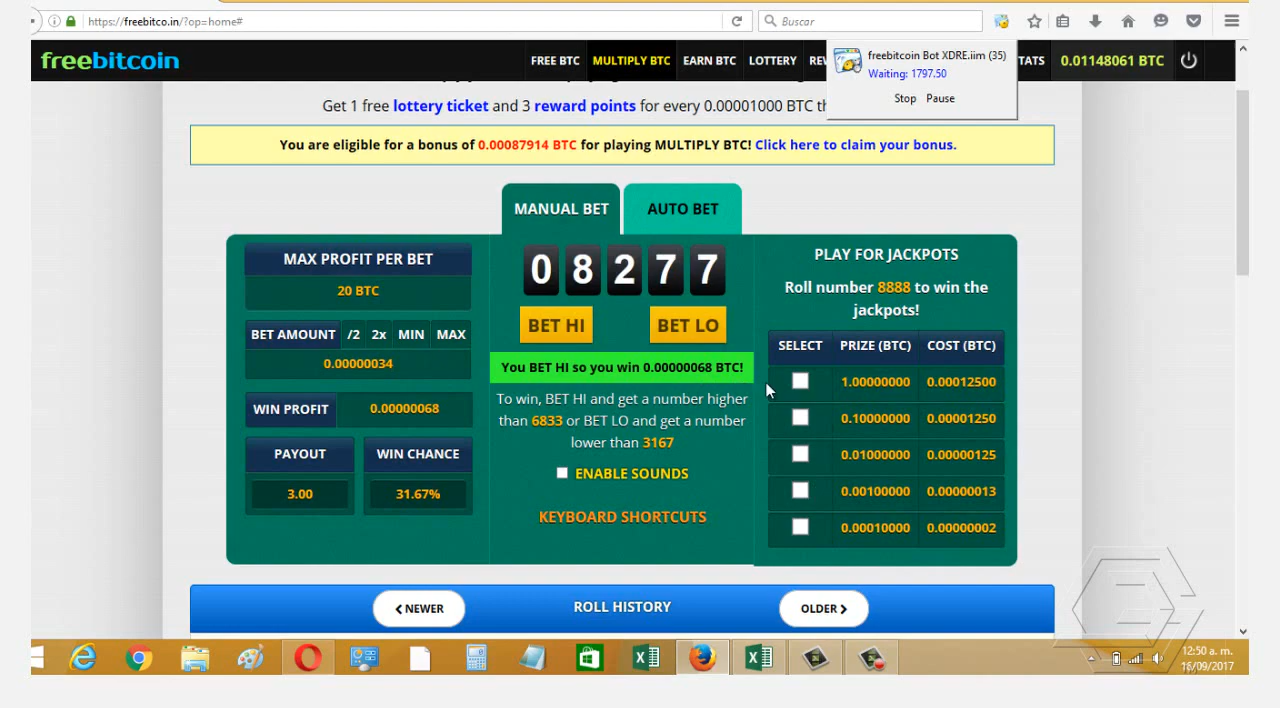 https://freebitco.in/?op=home#
Buscar
freebitcoin
FREE BTC
MULTIPLY BTC
EARN BTC
LOTTERY
TATS
0.01148061 BTC
freebitcoin Bot XDRE.iim (35)
Waiting: 1797.50
Stop Pause
Get 1 free lottery ticket and 3 reward points for every 0.00001000 BTC
You are eligible for a bonus of 0.00087914 BTC for playing MULTIPLY BTC! Click here to claim your bonus.
MANUAL BET
AUTO BET
MAX PROFIT PER BET
20 BTC
BET AMOUNT /2 2x MIN MAX
0.00000034
WIN PROFIT 0.00000068
PAYOUT WIN CHANCE
3.00 31.67%
0 8 2 7 7
BET HI BET LO
You BET HI so you win 0.00000068 BTC!
To win, BET HI and get a number higher
than 6833 or BET LO and get a number
lower than 3167
ENABLE SOUNDS
KEYBOARD SHORTCUTS
PLAY FOR JACKPOTS
Roll number 8888 to win the
jackpots!
SELECT PRIZE (BTC) COST (BTC)
1.00000000 0.00012500
0.10000000 0.00001250
0.01000000 0.00000125
0.00100000 0.00000013
0.00010000 0.00000002
NEWER
ROLL HISTORY
OLDER
12:50 a. m.
16/09/2017